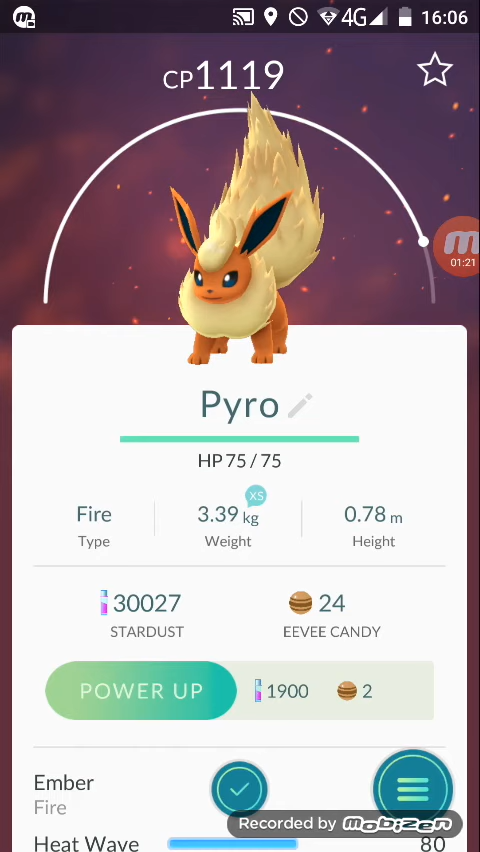 4G 16:06
CP1119
m
01:21
Pyro
HP 75 / 75
XS
Fire 3.39 kg 0.78 m
Type Weight Height
30027 24
STARDUST EEVEE CANDY
POWER UP 1900 2
Ember
Fire
Recorded by mobizen
Heat Wave 80